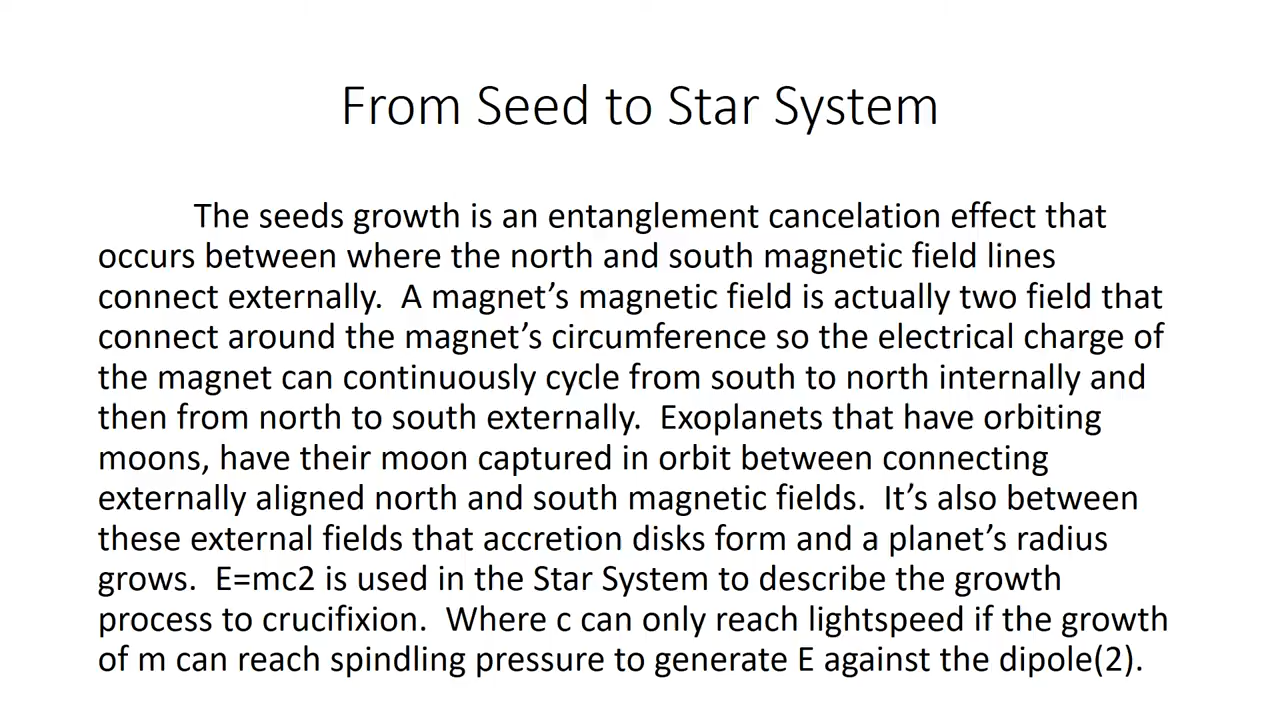 From Seed to Star System
The seeds growth is an entanglement cancelation effect that
occurs between where the north and south magnetic field lines
connect externally.  A magnet’s magnetic field is actually two field that
connect around the magnet’s circumference so the electrical charge of
the magnet can continuously cycle from south to north internally and
then from north to south externally.  Exoplanets that have orbiting
moons, have their moon captured in orbit between connecting
externally aligned north and south magnetic fields.  It’s also between
these external fields that accretion disks form and a planet’s radius
grows.  E=mc2 is used in the Star System to describe the growth
process to crucifixion.  Where c can only reach lightspeed if the growth
of m can reach spindling pressure to generate E against the dipole(2).